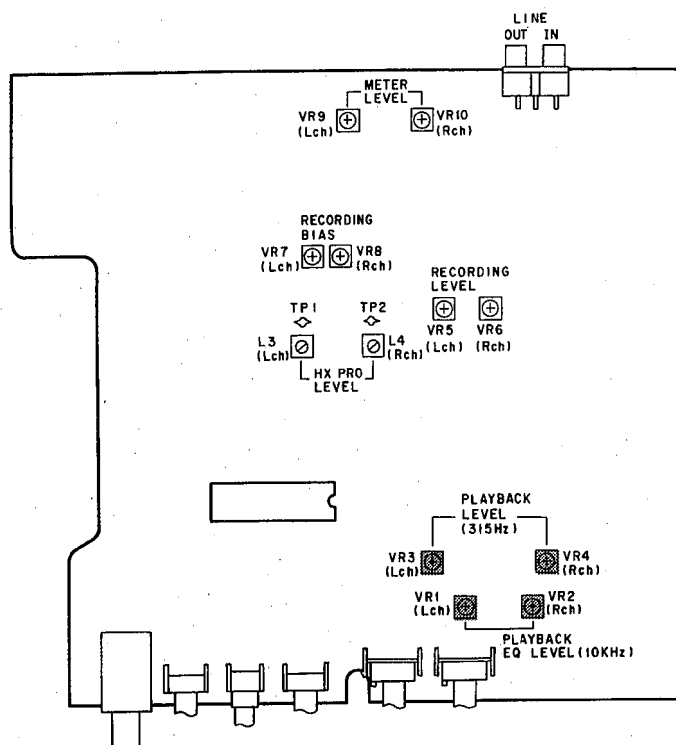 LINE
OUT IN
METER
LEVEL
VR9
(Lch)
VR10
(Rch)
RECORDING
BIAS
VR7
(Lch)
VR8
(Rch)
RECORDING
LEVEL
VR5
(Lch)
VR6
(Rch)
TP1
TP2
L3
(Lch)
L4
(Rch)
HX PRO
LEVEL
PLAYBACK
LEVEL
(315Hz)
VR3
(Lch)
VR4
(Rch)
VR1
(Lch)
VR2
(Rch)
PLAYBACK
EQ LEVEL(10KHz)